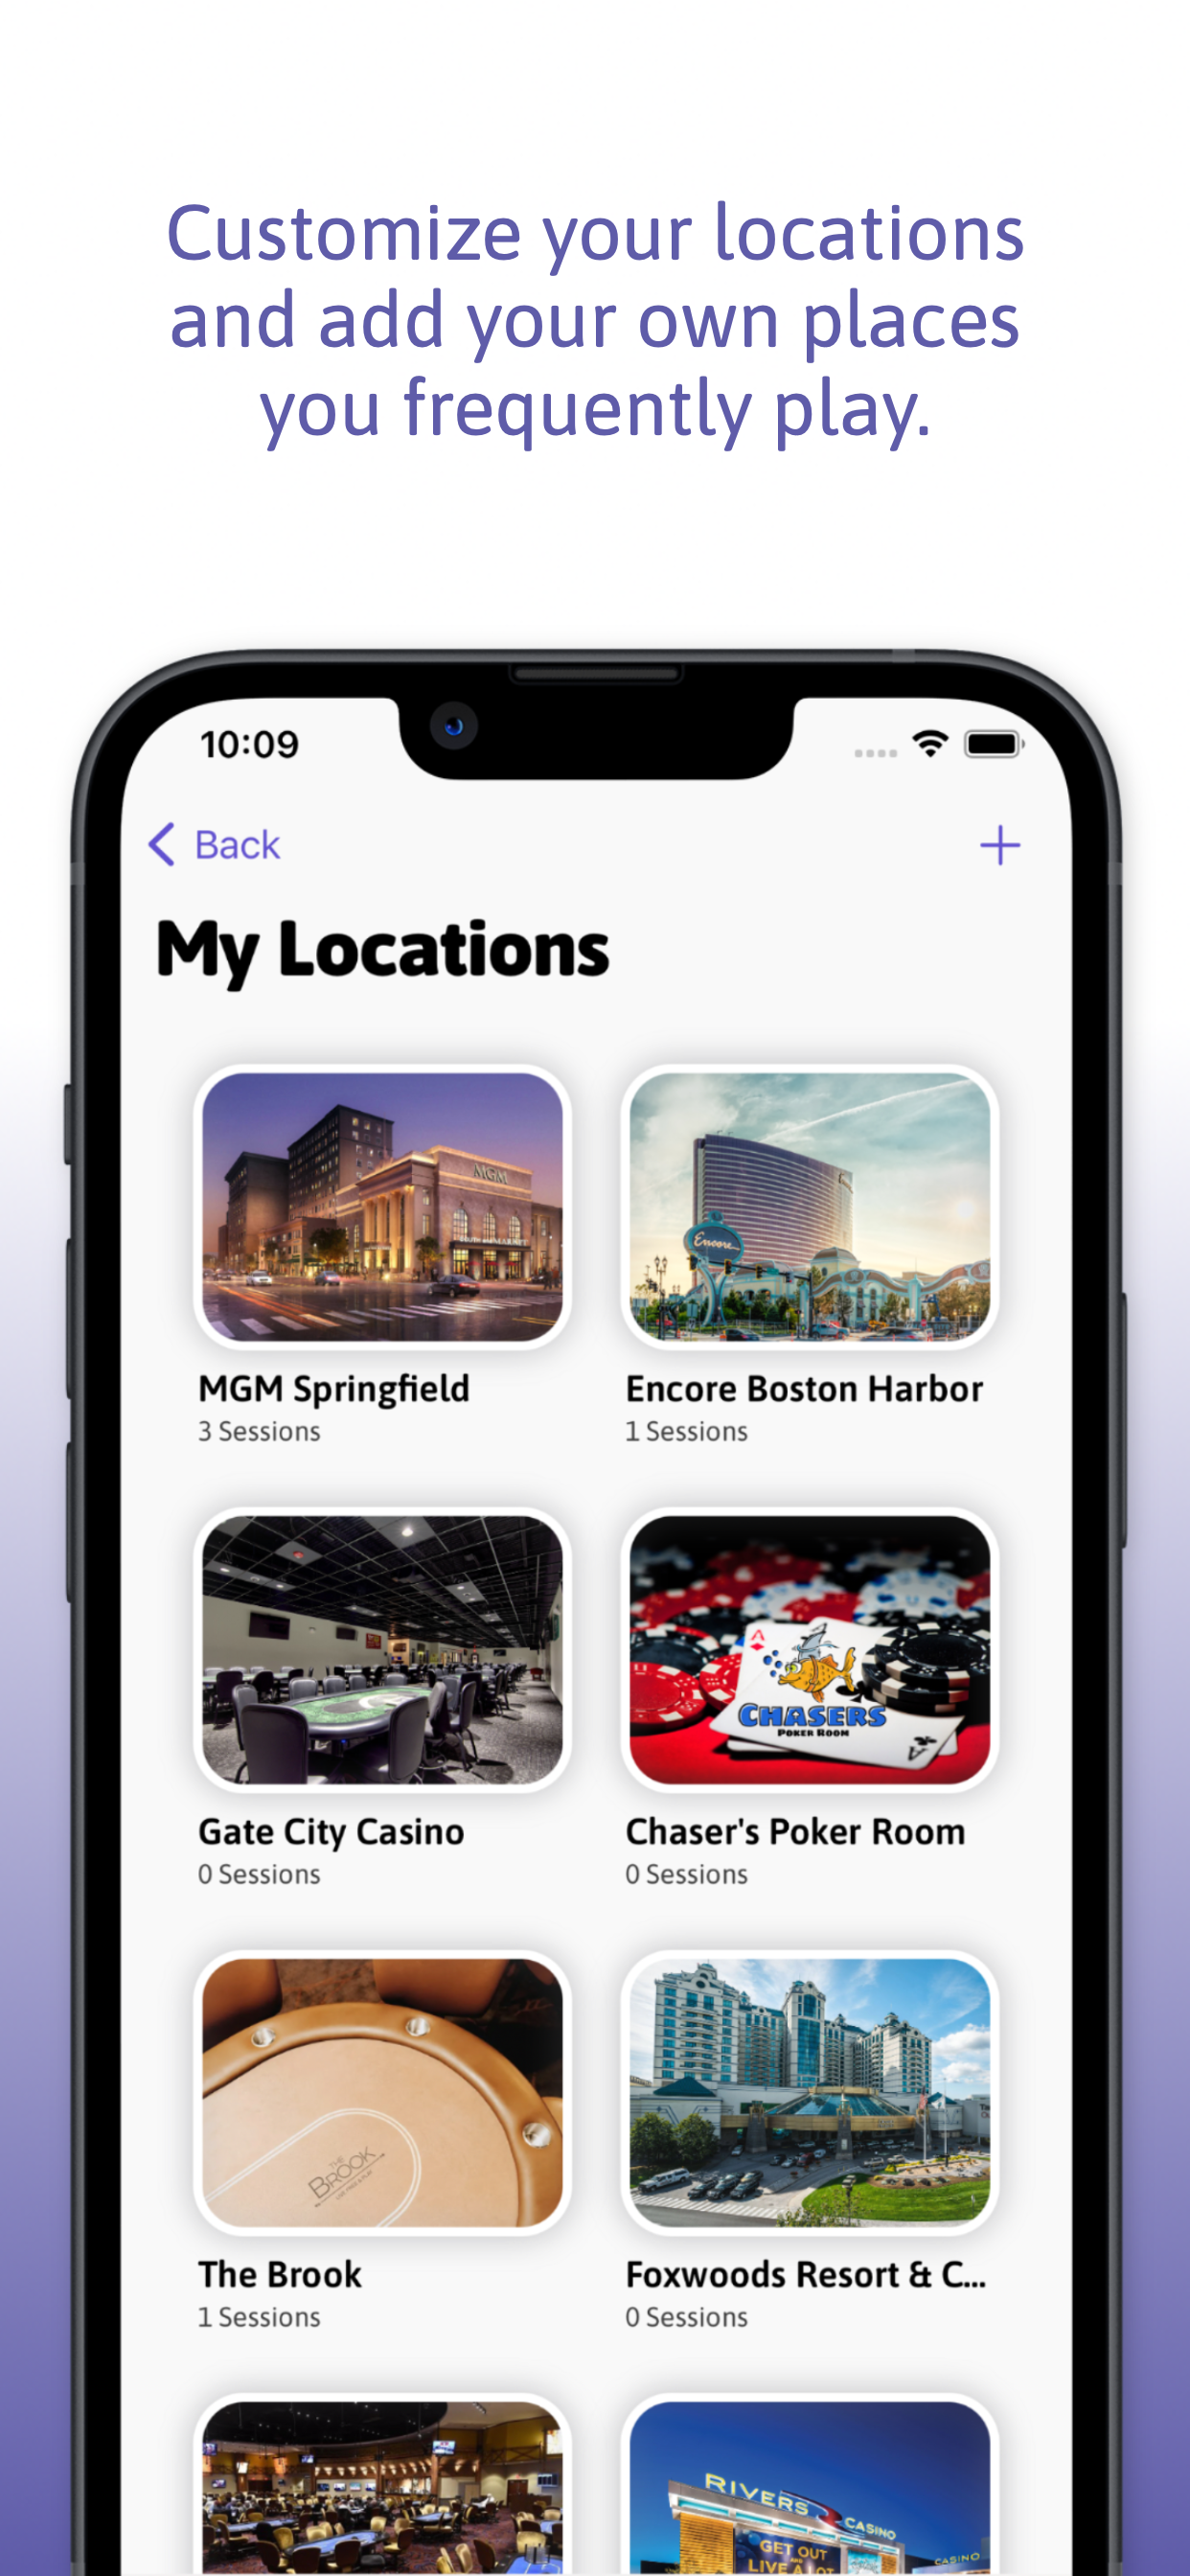 Customize your locations
and add your own places
you frequently play.
10:09
Back
My Locations
MGM
Encore
MGM Springfield
Encore Boston Harbor
3 Sessions
1 Sessions
A
CHASERS
POKER ROOM
Gate City Casino
Chaser's Poker Room
0 Sessions
0 Sessions
THE
BROOK
The Brook
Foxwoods Resort & C...
1 Sessions
0 Sessions
RIVERS
CASINO
GET OUT
LIVE A LOT
CASINO